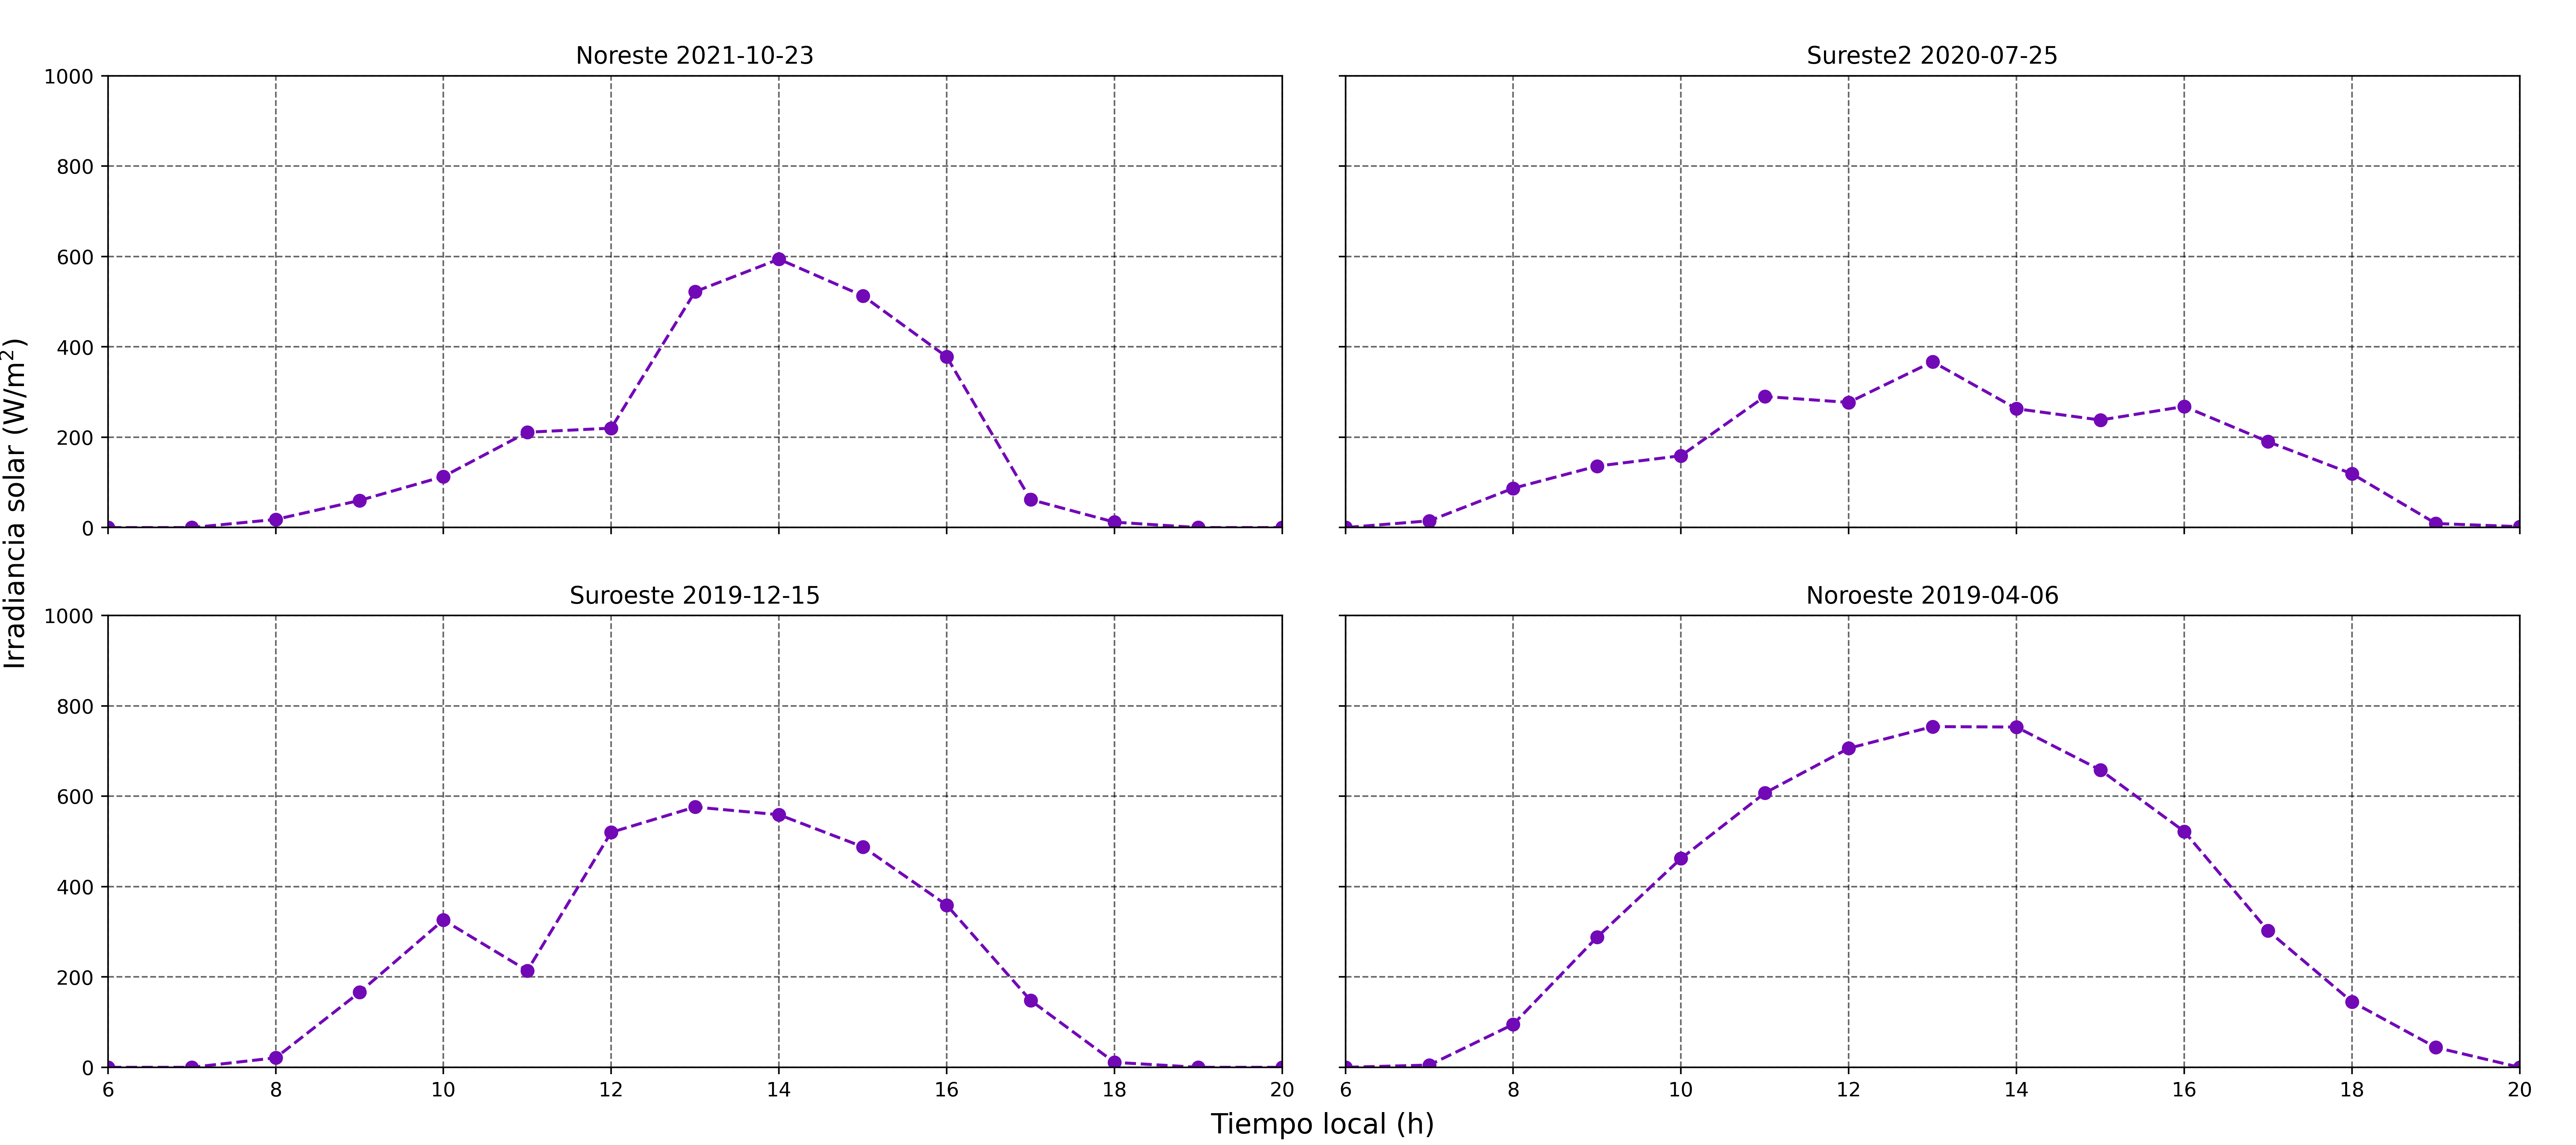 Noreste 2021-10-23
1000
800
600
400
200
0
Sureste2 2020-07-25
Irradiancia solar (W/m²)
Suroeste 2019-12-15
1000
800
600
400
200
0
6 8 10 12 14 16 18 20
Noroeste 2019-04-06
6 8 10 12 14 16 18 20
Tiempo local (h)